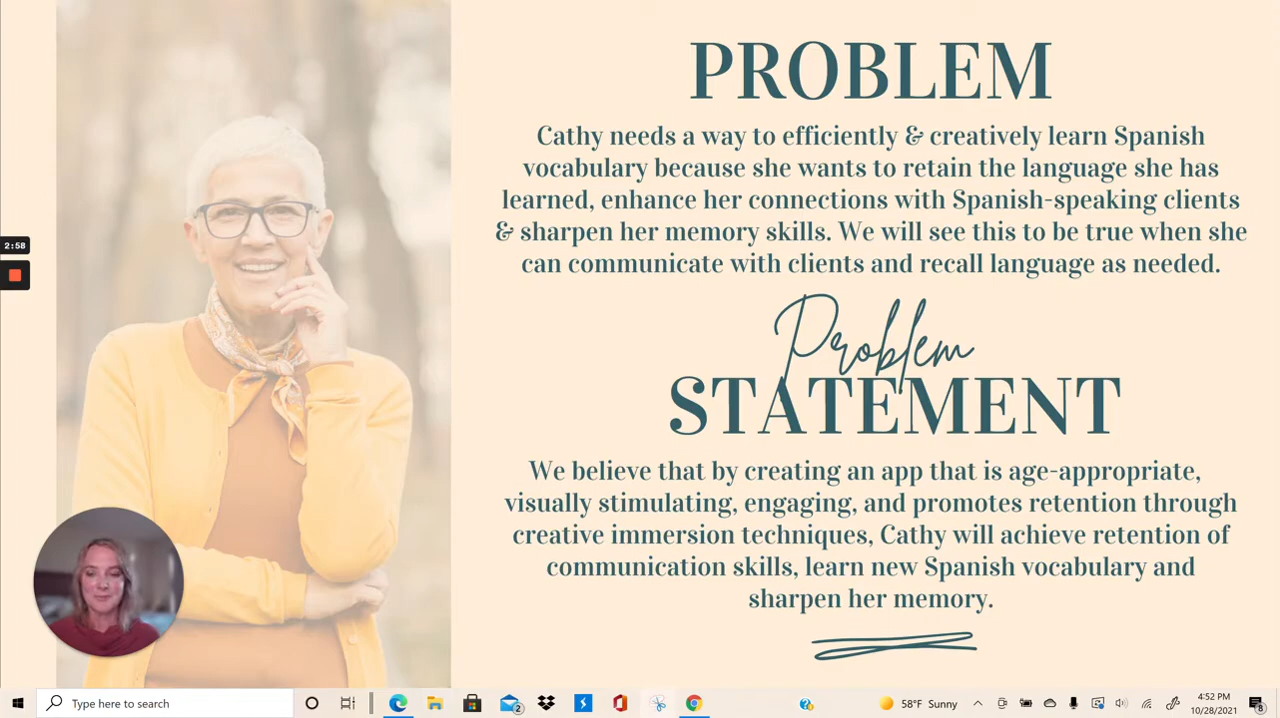 PROBLEM
Cathy needs a way to efficiently & creatively learn Spanish
vocabulary because she wants to retain the language she has
learned, enhance her connections with Spanish-speaking clients
& sharpen her memory skills. We will see this to be true when she
can communicate with clients and recall language as needed.
Problem
STATEMENT
We believe that by creating an app that is age-appropriate,
visually stimulating, engaging, and promotes retention through
creative immersion techniques, Cathy will achieve retention of
communication skills, learn new Spanish vocabulary and
sharpen her memory.
2:58
Type here to search
2
58°F Sunny
4:52 PM
10/28/2021
8